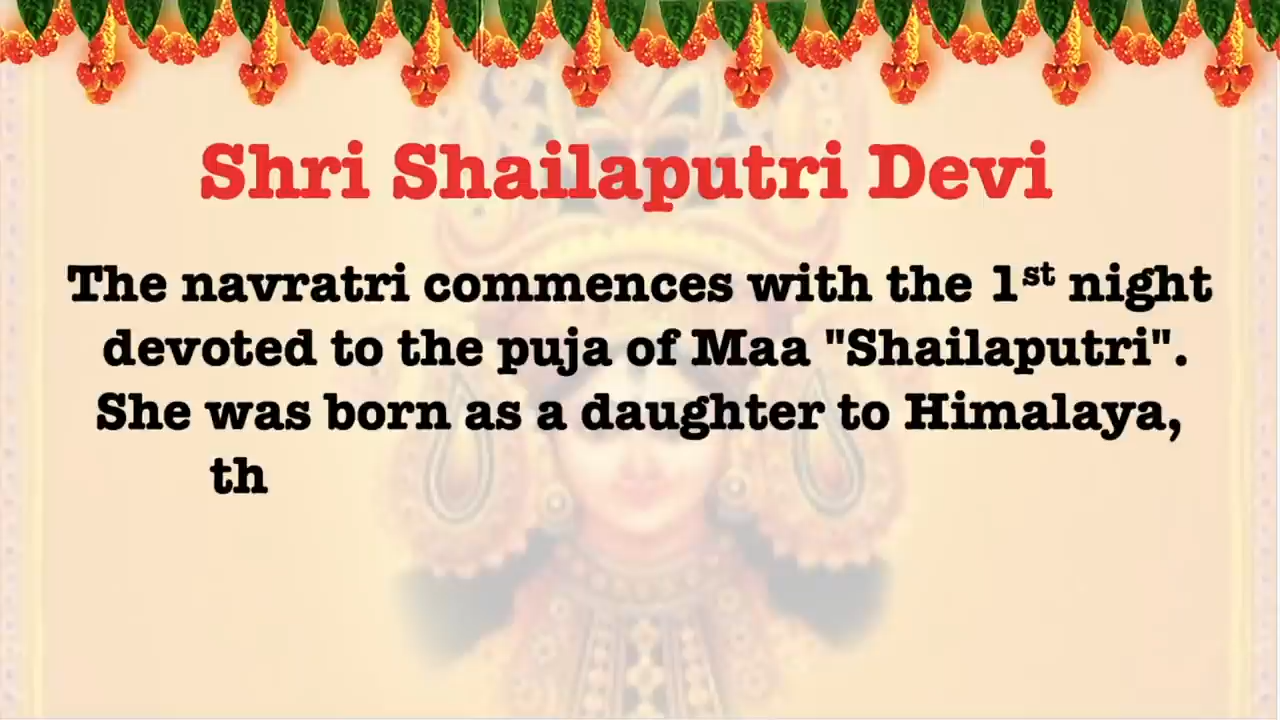 Shri Shailaputri Devi
The navratri commences with the 1st night
devoted to the puja of Maa "Shailaputri".
She was born as a daughter to Himalaya,
th